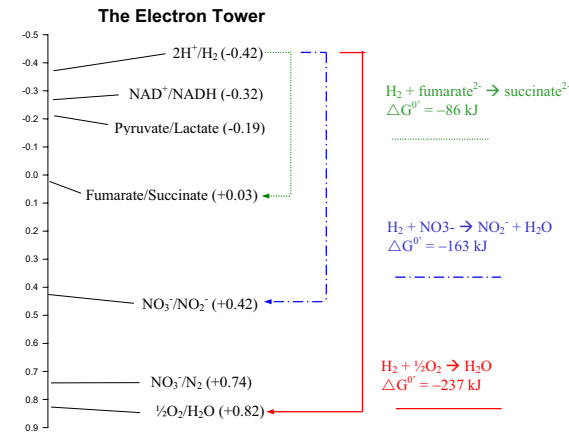 The Electron Tower
-0.5
-0.4
-0.3
-0.2
-0.1
0.0
0.1
0.2
0.3
0.4
0.5
0.6
0.7
0.8
0.9
2H⁺/H₂ (-0.42)
NAD⁺/NADH (-0.32)
Pyruvate/Lactate (-0.19)
Fumarate/Succinate (+0.03)
NO₃⁻/NO₂⁻ (+0.42)
NO₃⁻/N₂ (+0.74)
½O₂/H₂O (+0.82)
H₂ + fumarate²⁻ → succinate²⁻
△G⁰' = –86 kJ
H₂ + NO3- → NO₂⁻ + H₂O
△G⁰' = –163 kJ
H₂ + ½O₂ → H₂O
△G⁰' = –237 kJ